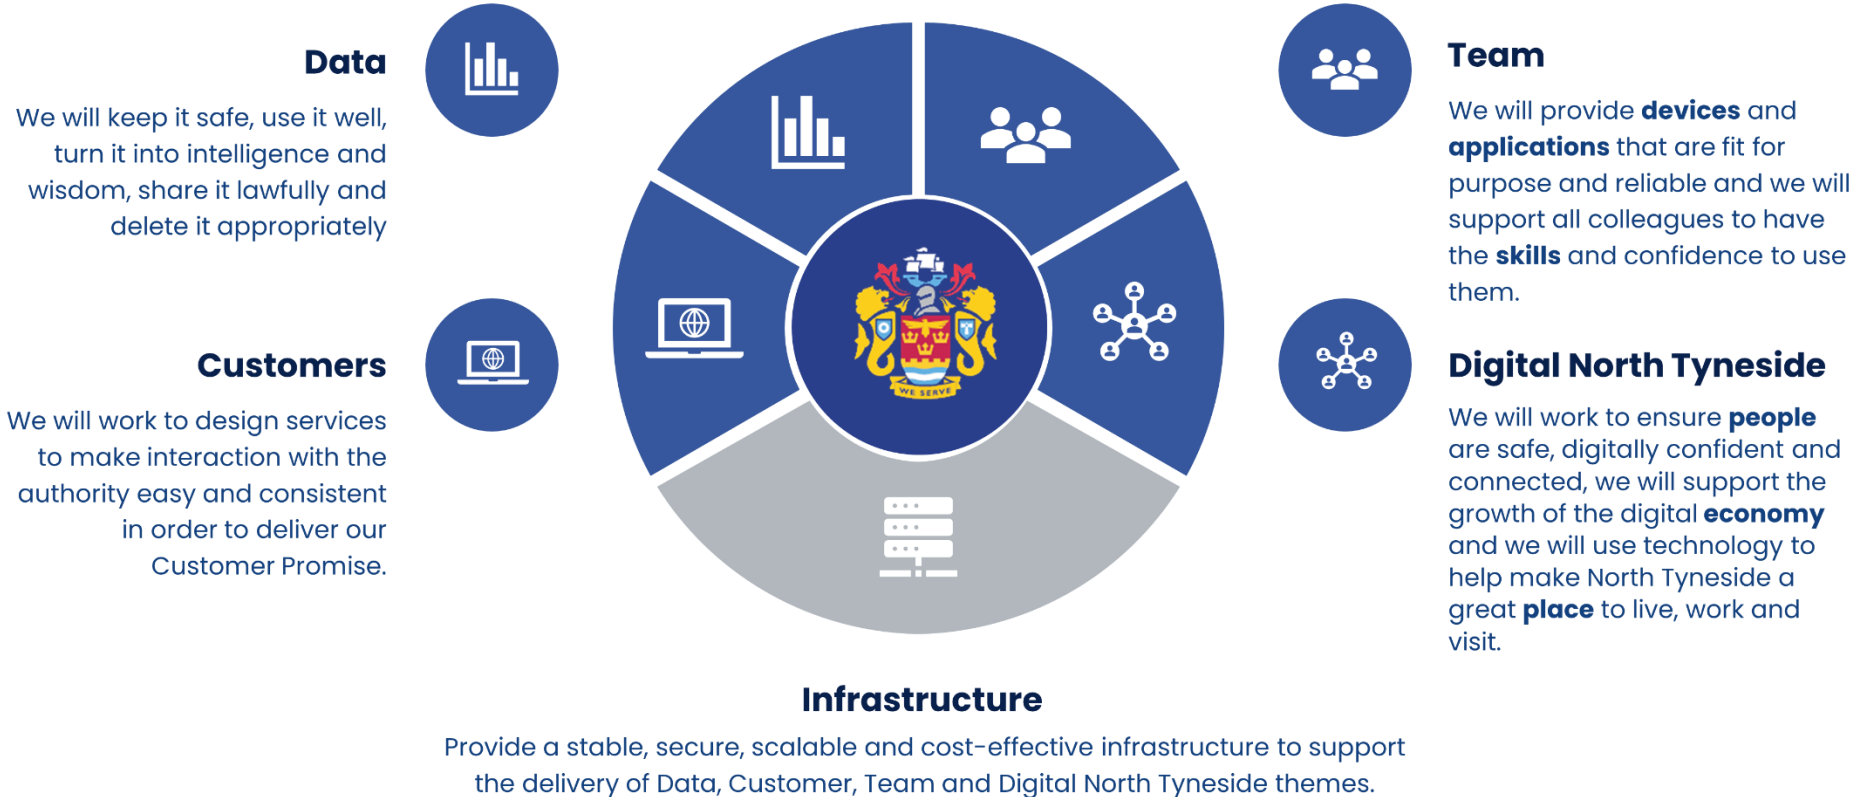 Data
We will keep it safe, use it well,
turn it into intelligence and
wisdom, share it lawfully and
delete it appropriately
Customers
We will work to design services
to make interaction with the
authority easy and consistent
in order to deliver our
Customer Promise.
WE SERVE
Team
We will provide devices and
applications that are fit for
purpose and reliable and we will
support all colleagues to have
the skills and confidence to use
them.
Digital North Tyneside
We will work to ensure people
are safe, digitally confident and
connected, we will support the
growth of the digital economy
and we will use technology to
help make North Tyneside a
great place to live, work and
visit.
Infrastructure
Provide a stable, secure, scalable and cost-effective infrastructure to support
the delivery of Data, Customer, Team and Digital North Tyneside themes.